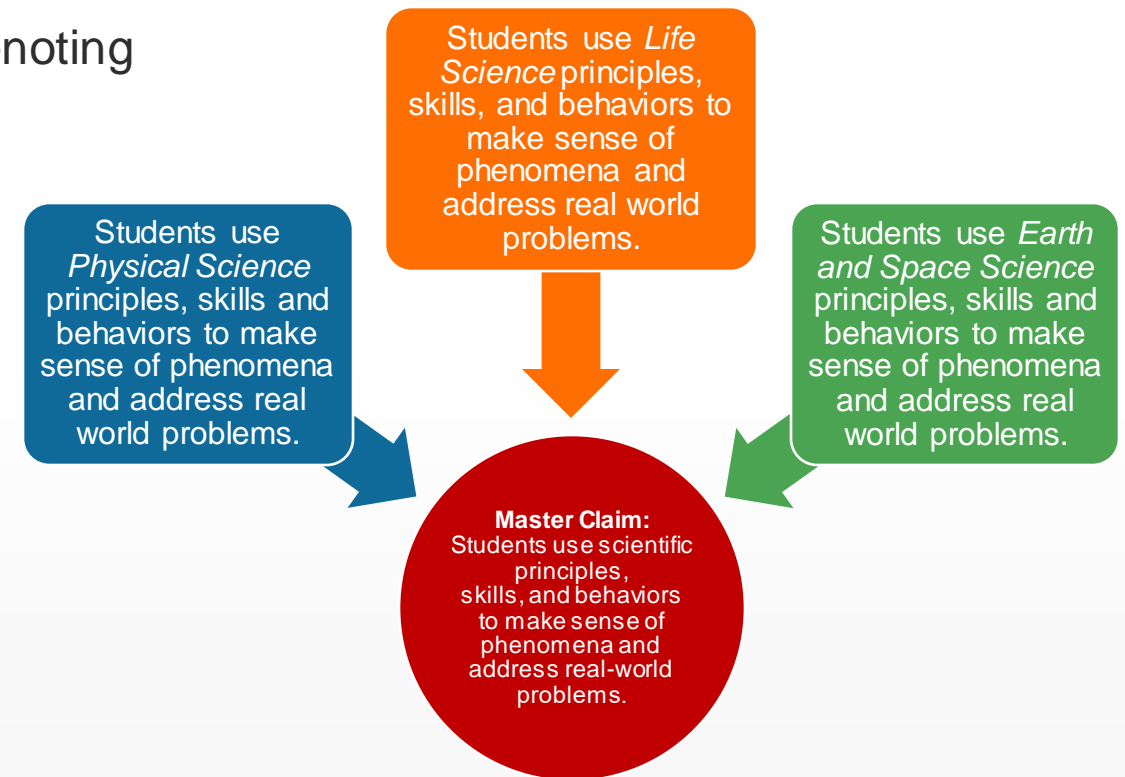 Students use Life
Science principles,
skills, and behaviors to
make sense of
phenomena and
address real world
problems.
Students use
Physical Science
principles, skills and
behaviors to make
sense of phenomena
and address real
world problems.
Students use Earth
and Space Science
principles, skills and
behaviors to make
sense of phenomena
and address real
world problems.
Master Claim:
Students use scientific
principles,
skills, and behaviors
to make sense of
phenomena and
address real-world
problems.